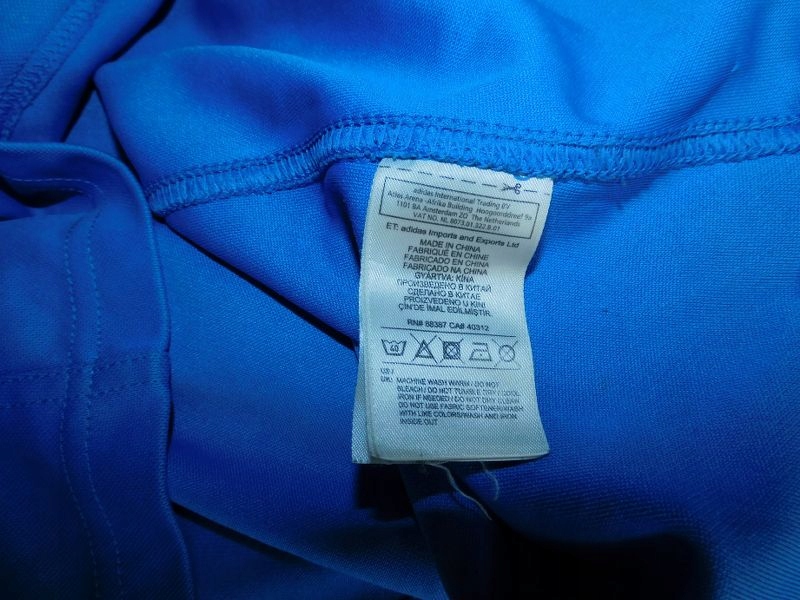 adidas International Trading BV
Atlas Arena -Afrika Building Hoogoorddreef 9a
1101 BA Amsterdam ZO The Netherlands
VAT NO. NL 8073.01.322.B.01
ET: adidas Imports and Exports Ltd
MADE IN CHINA
FABRIQUÉ EN CHINE
FABRICADO EN CHINA
FABRICADO NA CHINA
GYÁRTVA: KÍNA
ПРОИЗВЕДЕНО В КИТАЙ
СДЕЛАНО В КИТАЕ
PROIZVEDENO U KINI
ÇİN'DE İMAL EDİLMİŞTİR.
RN# 88387 CA# 40312
40
US /
UK: MACHINE WASH WARM / DO NOT
BLEACH / DO NOT TUMBLE DRY / COOL
IRON IF NEEDED / DO NOT DRY CLEAN
DO NOT USE FABRIC SOFTENER/WASH
WITH LIKE COLORS/WASH AND IRON
INSIDE OUT